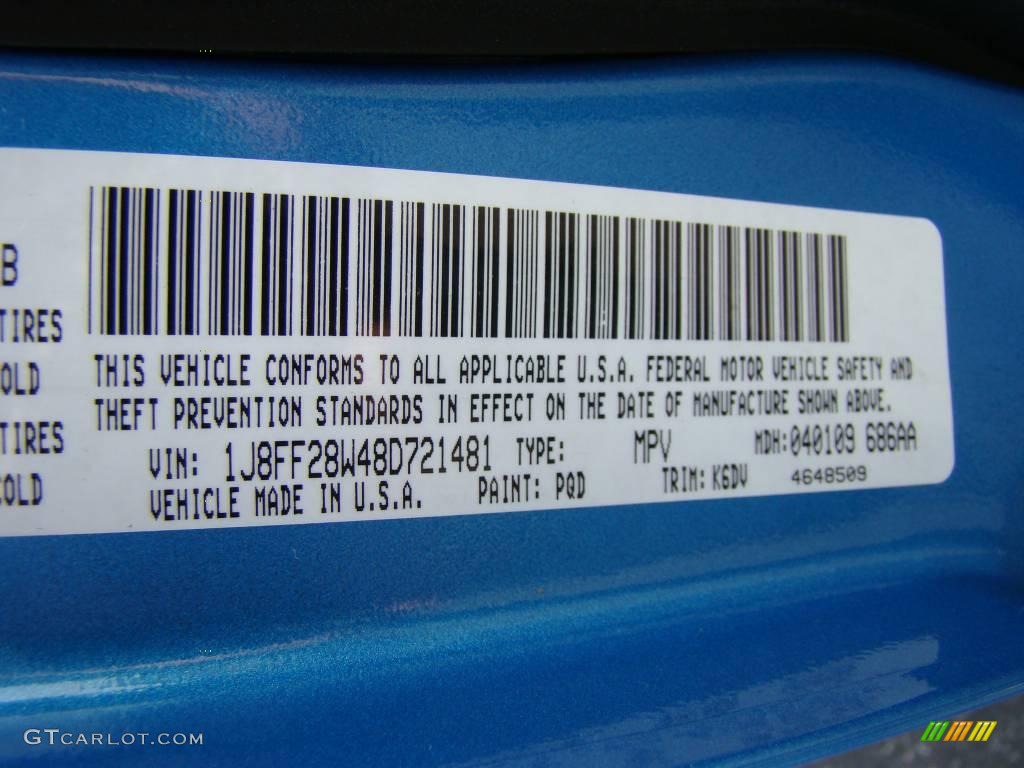 B
TIRES
OLD
TIRES
COLD
THIS VEHICLE CONFORMS TO ALL APPLICABLE U.S.A. FEDERAL MOTOR VEHICLE SAFETY AND
THEFT PREVENTION STANDARDS IN EFFECT ON THE DATE OF MANUFACTURE SHOWN ABOVE.
VIN: 1J8FF28W48D721481 TYPE: MPV MDH:040109 686AA
VEHICLE MADE IN U.S.A. PAINT: PQD TRIM: K6DV 4648509
GTCARLOT.COM